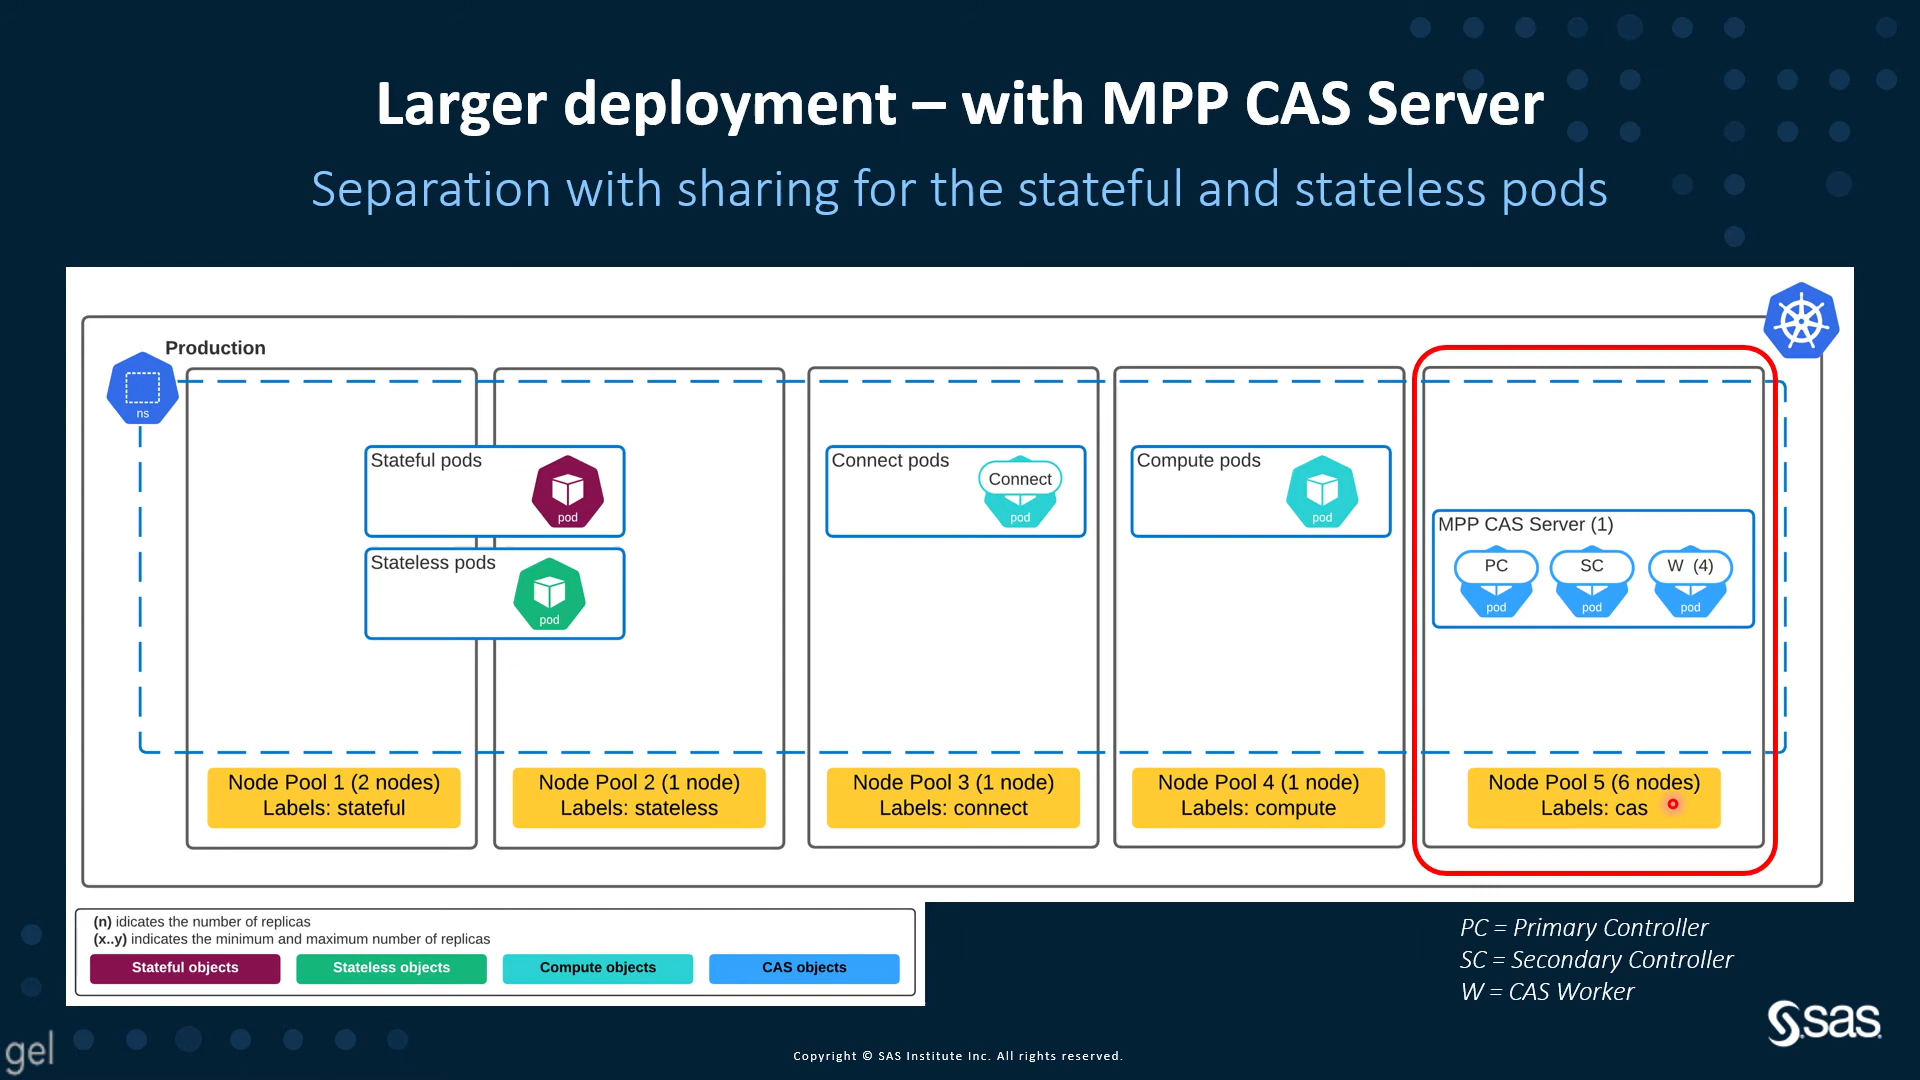 Larger deployment – with MPP CAS Server
Separation with sharing for the stateful and stateless pods
Production
ns
Stateful pods
pod
Stateless pods
pod
Connect pods
Connect
pod
Compute pods
pod
MPP CAS Server (1)
PC
SC
W (4)
pod
pod
pod
Node Pool 1 (2 nodes)
Labels: stateful
Node Pool 2 (1 node)
Labels: stateless
Node Pool 3 (1 node)
Labels: connect
Node Pool 4 (1 node)
Labels: compute
Node Pool 5 (6 nodes)
Labels: cas
(n) idicates the number of replicas
(x..y) indicates the minimum and maximum number of replicas
Stateful objects
Stateless objects
Compute objects
CAS objects
PC = Primary Controller
SC = Secondary Controller
W = CAS Worker
sas
gel
Copyright © SAS Institute Inc. All rights reserved.